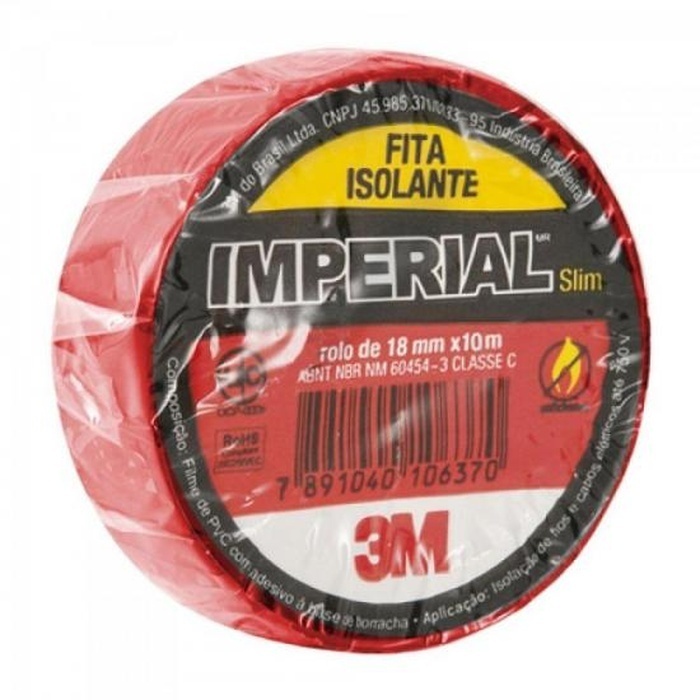 do Brasil Ltda. CNPJ 45.985.371/0133-95 Indústria Brasileira
FITA
ISOLANTE
IMPERIAL MR
Slim
rolo de 18 mm x10m
ABNT NBR NM 60454-3 CLASSE C
RoHS
7 891040 106370
3M
Composição: Filme de PVC com adesivo à base de borracha • Aplicação: Isolação de fios e cabos elétricos até 750 V